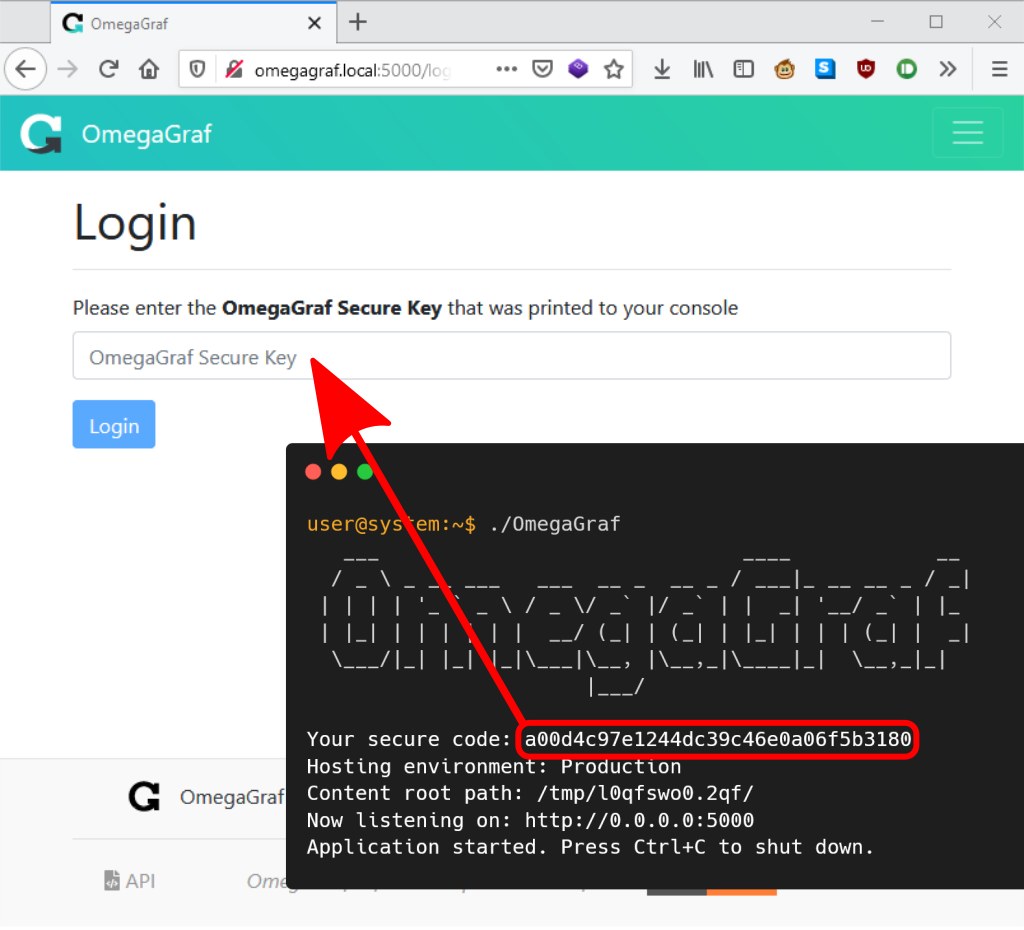 OmegaGraf
omegagraf.local:5000/log
OmegaGraf
Login
Please enter the OmegaGraf Secure Key that was printed to your console
OmegaGraf Secure Key
Login
user@system:~$ ./OmegaGraf
OmegaGraf
Your secure code: a00d4c97e1244dc39c46e0a06f5b3180
Hosting environment: Production
Content root path: /tmp/l0qfswo0.2qf/
Now listening on: http://0.0.0.0:5000
Application started. Press Ctrl+C to shut down.
OmegaGraf
API